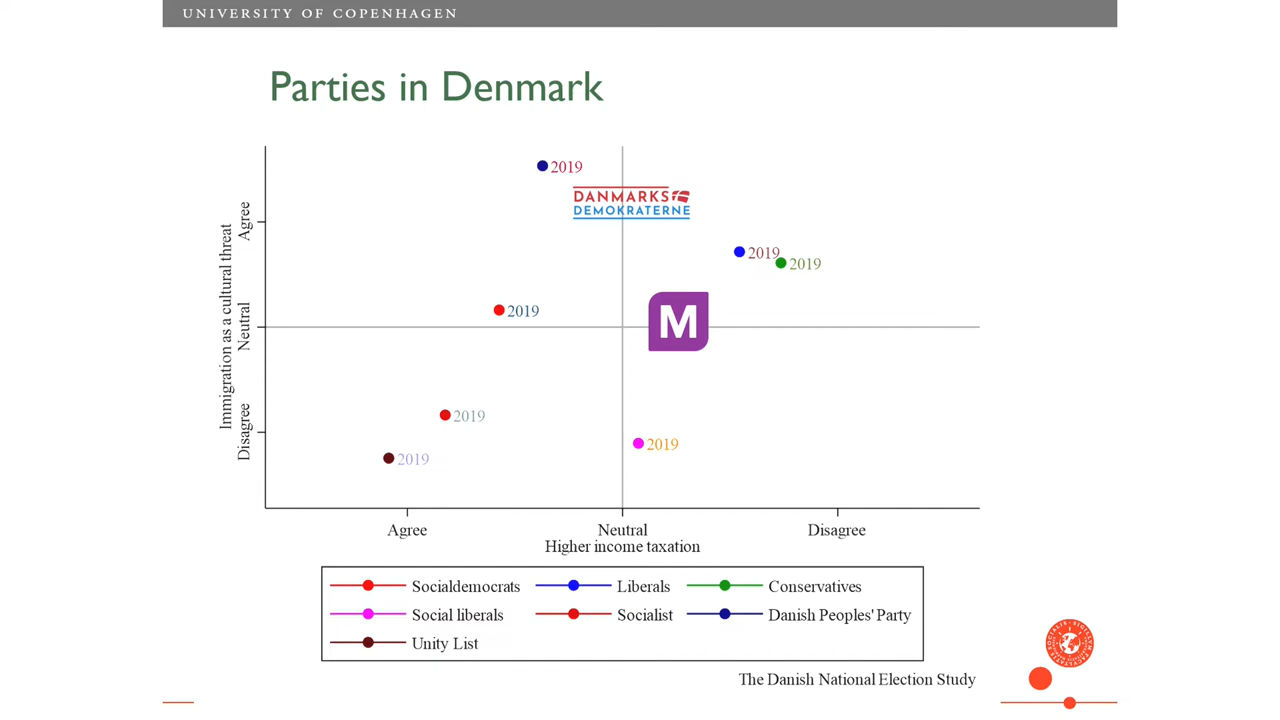 UNIVERSITY OF COPENHAGEN
Parties in Denmark
2019
DANMARKS
DEMOKRATERNE
2019
2019
2019
M
2019
2019
2019
Immigration as a cultural threat
Agree
Neutral
Disagree
Agree
Neutral
Disagree
Higher income taxation
Socialdemocrats
Liberals
Conservatives
Social liberals
Socialist
Danish Peoples' Party
Unity List
The Danish National Election Study